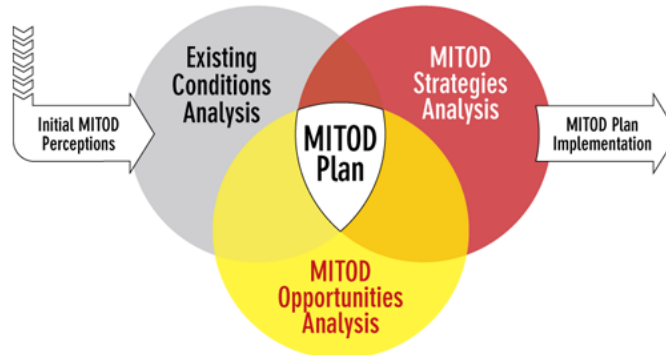 Initial MITOD
Perceptions
Existing
Conditions
Analysis
MITOD
Strategies
Analysis
MITOD
Plan
MITOD
Opportunities
Analysis
MITOD Plan
Implementation